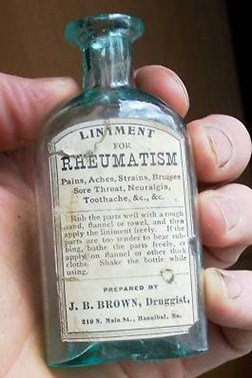 LINIMENT
FOR
RHEUMATISM
Pains, Aches, Strains, Bruises
Sore Throat, Neuralgia,
Toothache, &c., &c.
Rub the parts well with a rough
hand, flannel or towel, and then
apply the liniment freely. If the
parts are too tender to bear rub-
bing, bathe the parts freely, or
apply on flannel or other thick
cloths. Shake the bottle while
using.
PREPARED BY
J. B. BROWN, Druggist,
219 N. Main St., Hannibal, Mo.